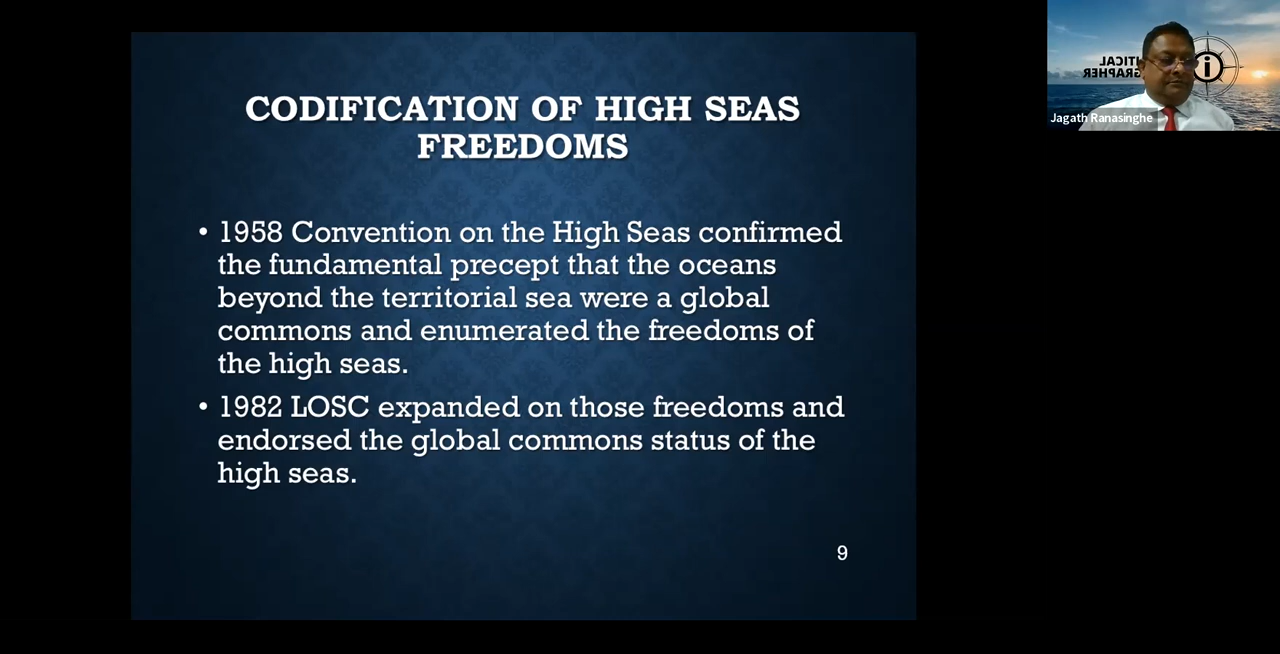 CODIFICATION OF HIGH SEAS
FREEDOMS
• 1958 Convention on the High Seas confirmed
the fundamental precept that the oceans
beyond the territorial sea were a global
commons and enumerated the freedoms of
the high seas.
• 1982 LOSC expanded on those freedoms and
endorsed the global commons status of the
high seas.
9
Jagath Ranasinghe